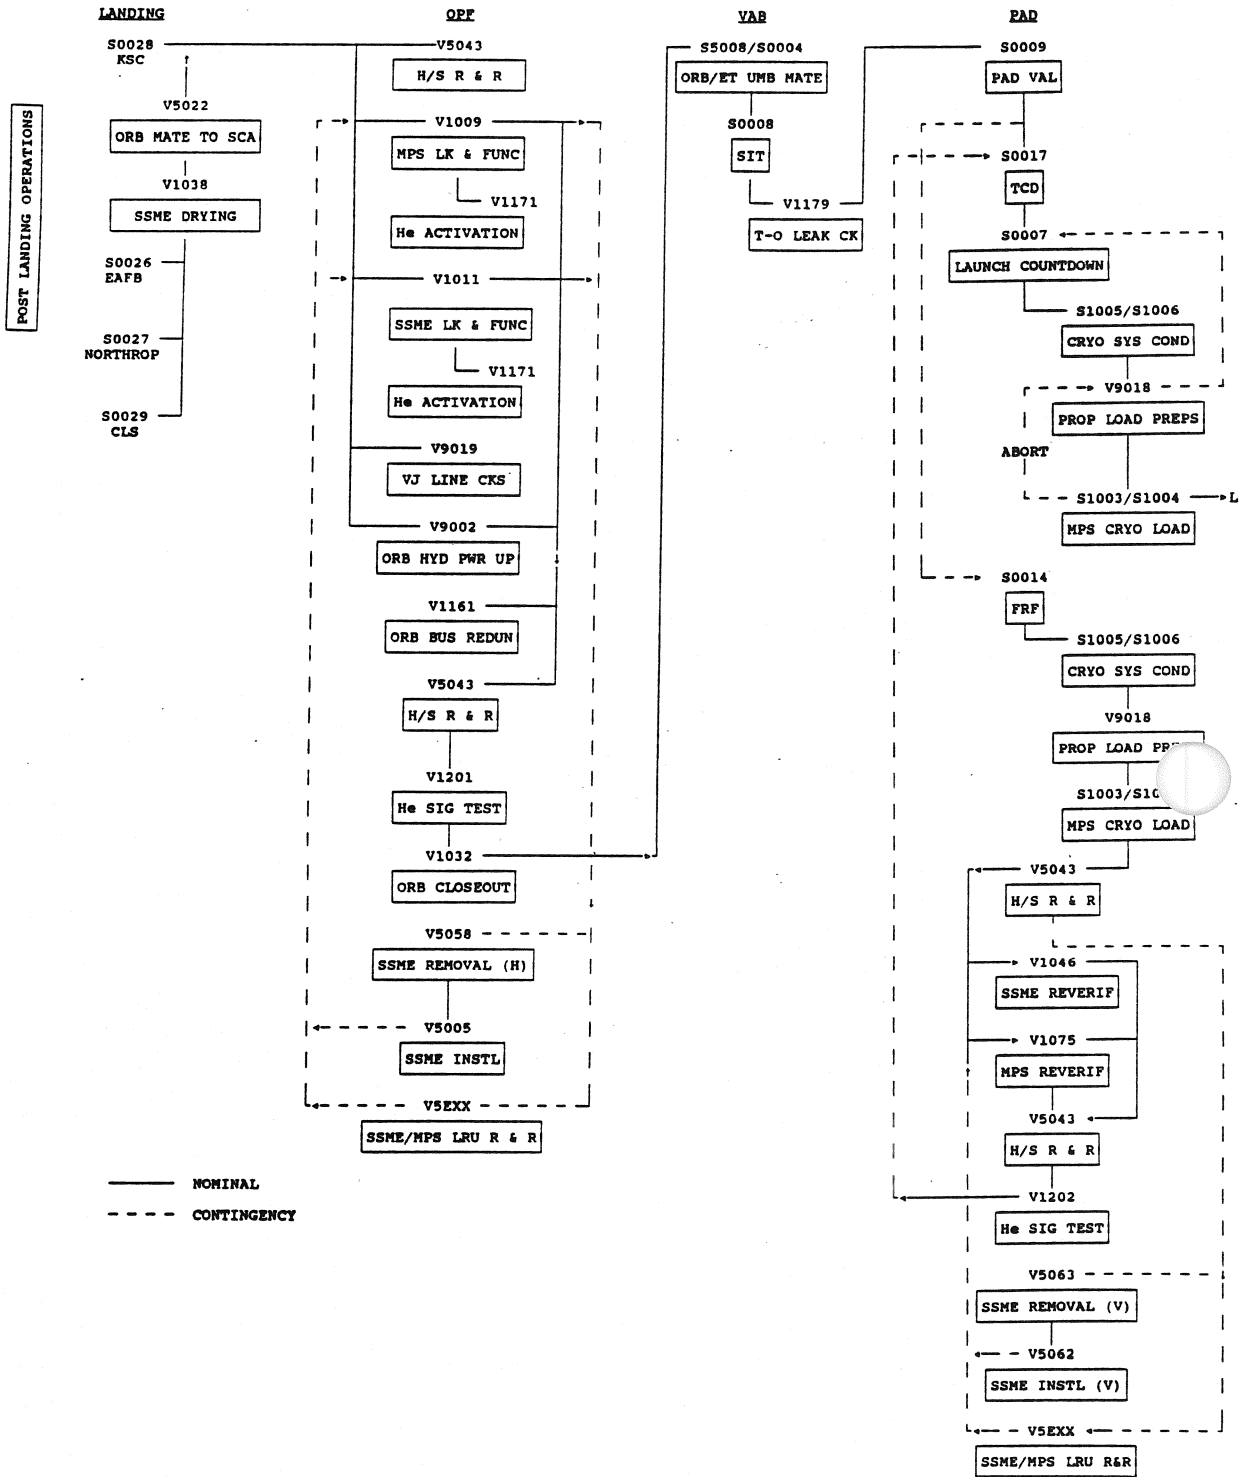 LANDING
S0028
KSC
V5022
ORB MATE TO SCA
V1038
SSME DRYING
S0026
EAFB
S0027
NORTHROP
S0029
CLS
POST LANDING OPERATIONS
OPF
V5043
H/S R & R
V1009
MPS LK & FUNC
V1171
He ACTIVATION
V1011
SSME LK & FUNC
V1171
He ACTIVATION
V9019
VJ LINE CKS
V9002
ORB HYD PWR UP
V1161
ORB BUS REDUN
V5043
H/S R & R
V1201
He SIG TEST
V1032
ORB CLOSEOUT
V5058
SSME REMOVAL (H)
V5005
SSME INSTL
V5EXX
SSME/MPS LRU R & R
NOMINAL
CONTINGENCY
VAB
S5008/S0004
ORB/ET UMB MATE
S0008
SIT
V1179
T-O LEAK CK
PAD
S0009
PAD VAL
S0017
TCD
S0007
LAUNCH COUNTDOWN
S1005/S1006
CRYO SYS COND
V9018
PROP LOAD PREPS
ABORT
S1003/S1004
L
MPS CRYO LOAD
S0014
FRF
S1005/S1006
CRYO SYS COND
V9018
PROP LOAD
MPS CRYO LOAD
V5043
H/S R & R
V1046
SSME REVERIF
V1075
MPS REVERIF
V5043
H/S R & R
V1202
He SIG TEST
V5063
SSME REMOVAL (V)
V5062
SSME INSTL (V)
V5EXX
SSME/MPS LRU R&R